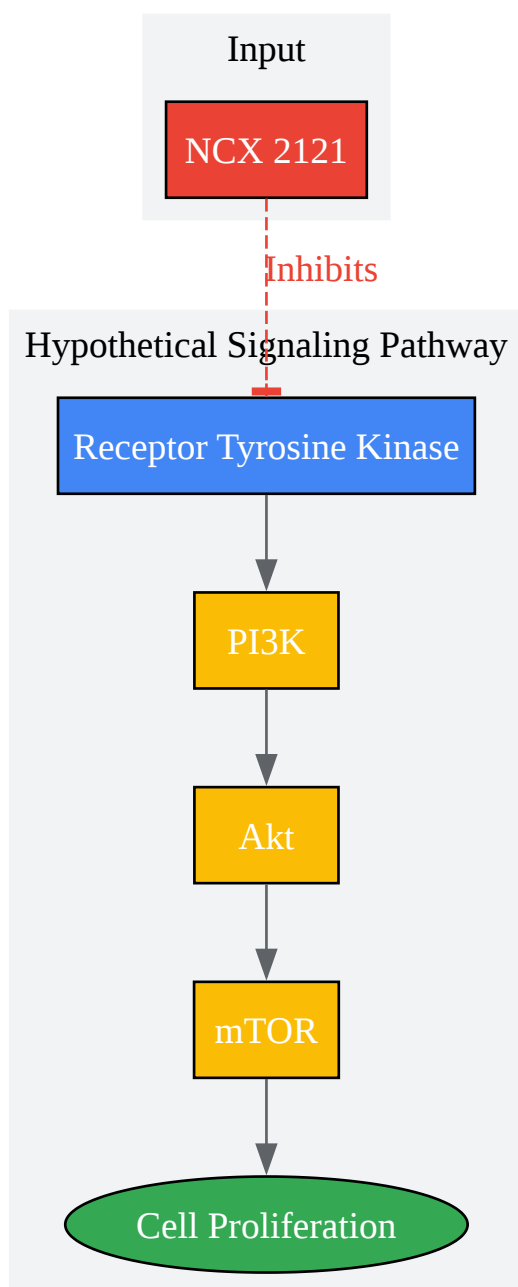 Input
NCX 2121
Inhibits
Hypothetical Signaling Pathway
Receptor Tyrosine Kinase
PI3K
Akt
mTOR
Cell Proliferation